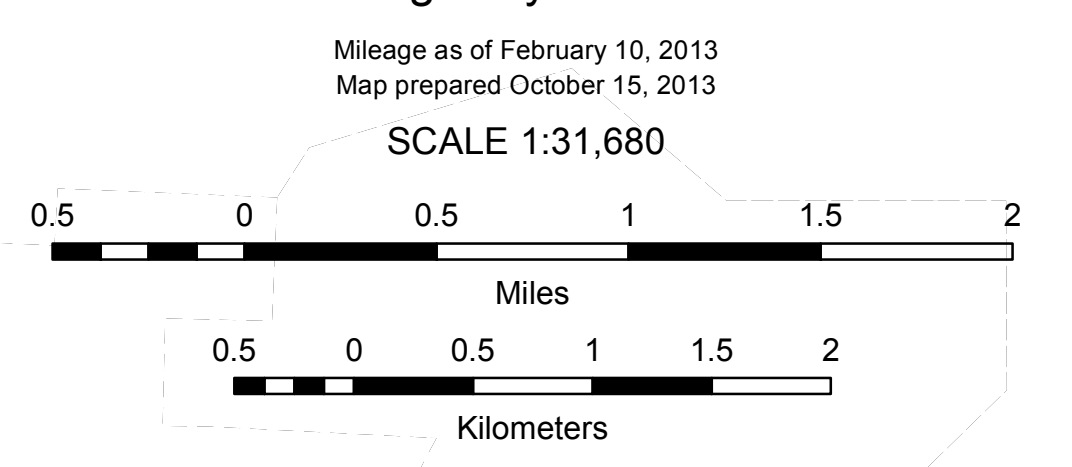 Mileage as of February 10, 2013
Map prepared October 15, 2013
SCALE 1:31,680
0.5 0 0.5 1 1.5 2
Miles
0.5 0 0.5 1 1.5 2
Kilometers